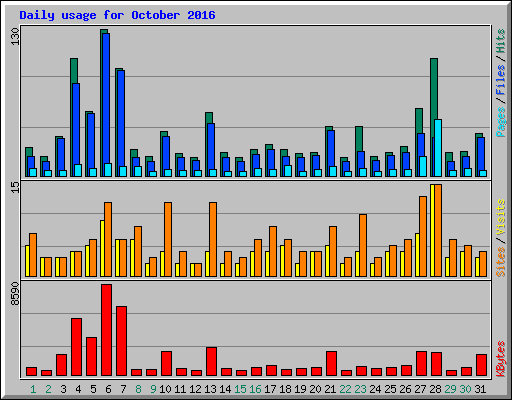 Daily usage for October 2016
130
Pages / Files / Hits
15
Sites / Visits
8590
KBytes
1 2 3 4 5 6 7 8 9 10 11 12 13 14 15 16 17 18 19 20 21 22 23 24 25 26 27 28 29 30 31